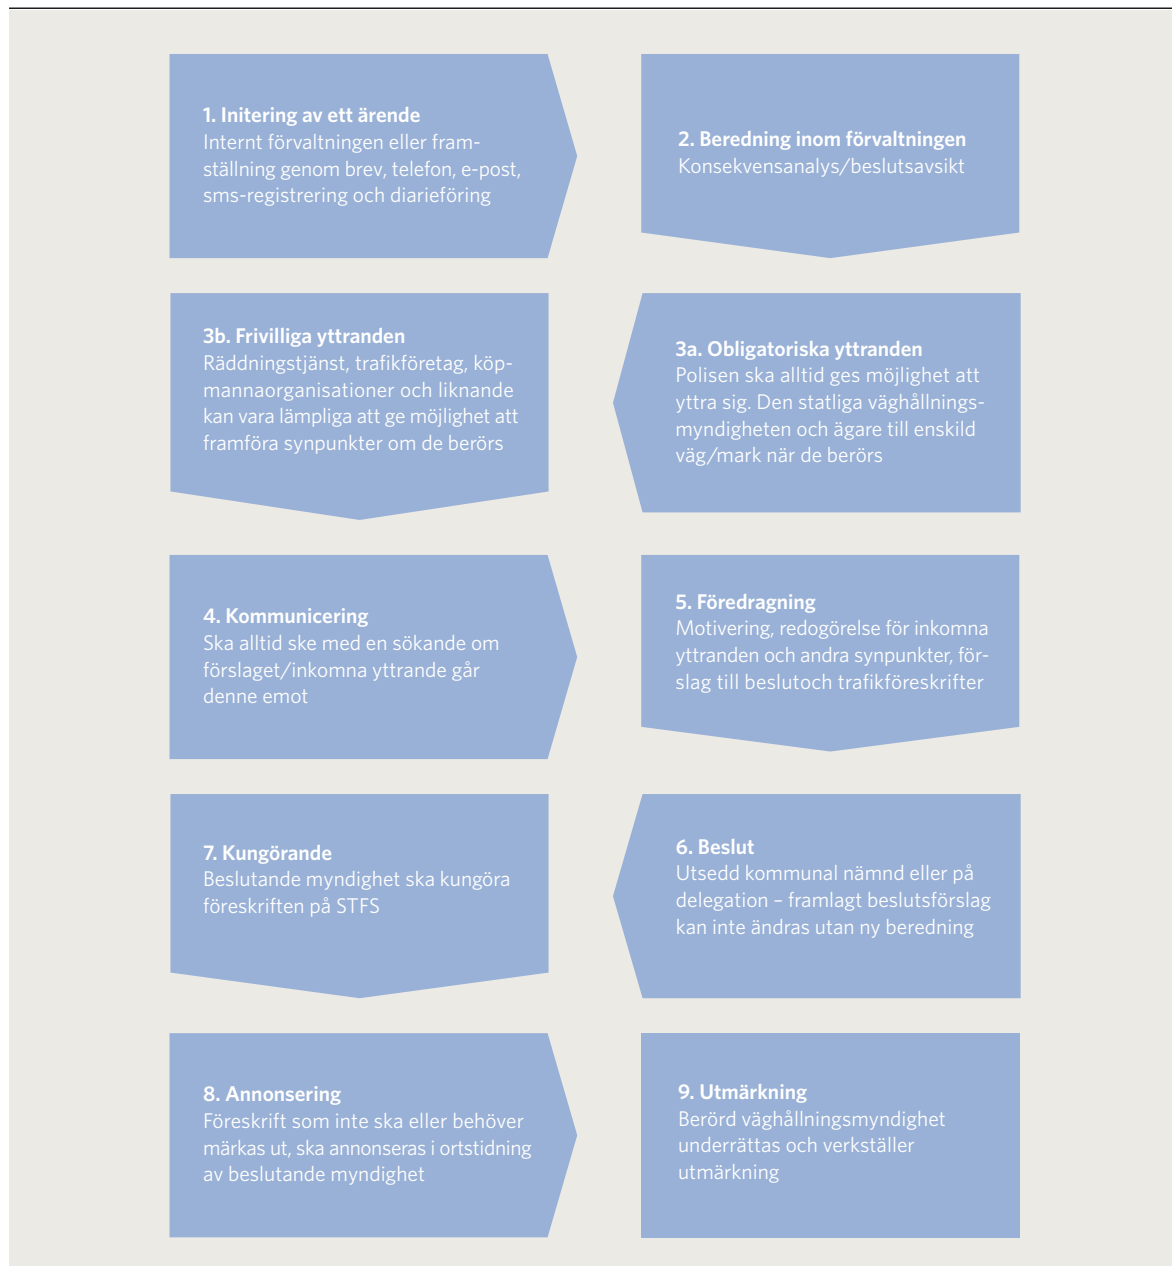 1. Initering av ett ärende
Internt förvaltningen eller fram-
ställning genom brev, telefon, e-post,
sms-registrering och diarieföring
2. Beredning inom förvaltningen
Konsekvensanalys/beslutsavsikt
3a. Obligatoriska yttranden
Polisen ska alltid ges möjlighet att
yttra sig. Den statliga väghållnings-
myndigheten och ägare till enskild
väg/mark när de berörs
3b. Frivilliga yttranden
Räddningstjänst, trafikföretag, köp-
mannaorganisationer och liknande
kan vara lämpliga att ge möjlighet att
framföra synpunkter om de berörs
4. Kommunicering
Ska alltid ske med en sökande om
förslaget/inkomna yttrande går
denne emot
5. Föredragning
Motivering, redogörelse för inkomna
yttranden och andra synpunkter, för-
slag till beslutoch trafikföreskrifter
6. Beslut
Utsedd kommunal nämnd eller på
delegation – framlagt beslutsförslag
kan inte ändras utan ny beredning
7. Kungörande
Beslutande myndighet ska kungöra
föreskriften på STFS
8. Annonsering
Föreskrift som inte ska eller behöver
märkas ut, ska annonseras i ortstidning
av beslutande myndighet
9. Utmärkning
Berörd väghållningsmyndighet
underrättas och verkställer
utmärkning